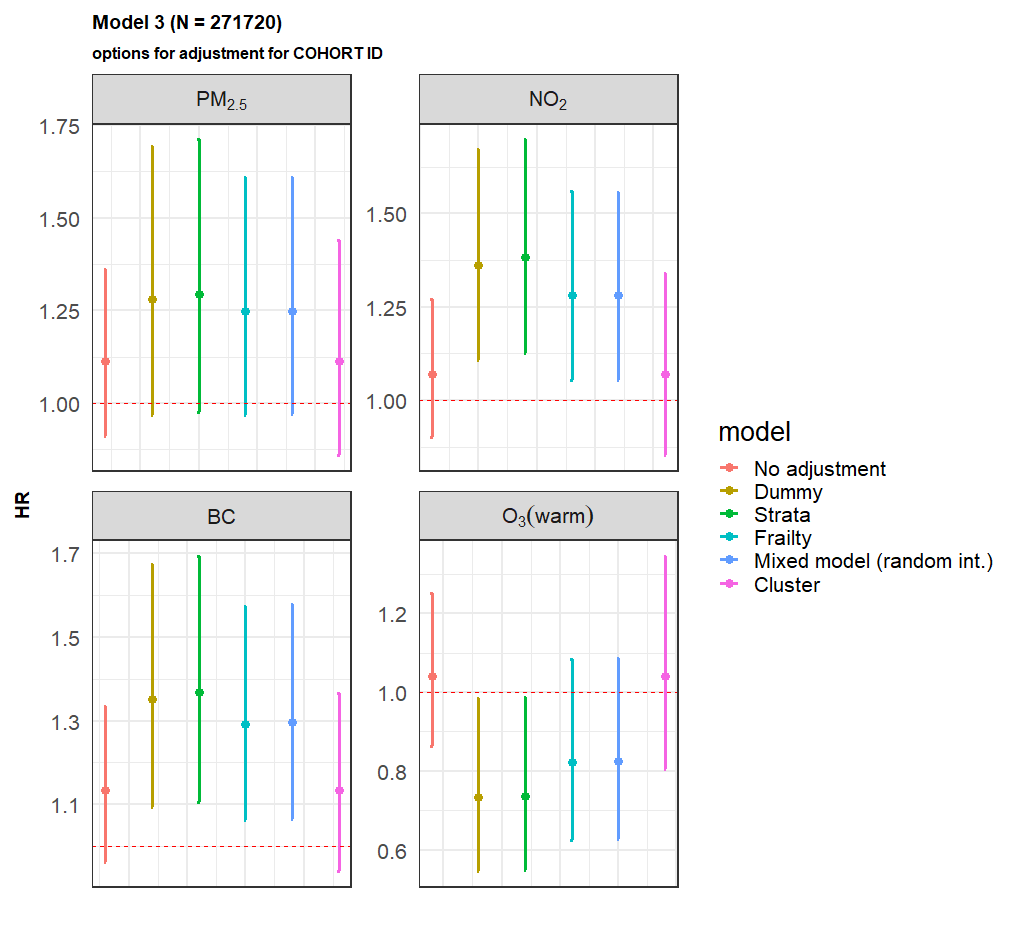 Model 3 (N = 271720)
options for adjustment for COHORT ID
PM2.5
NO2
1.75
1.50
1.25
1.00
1.50
1.25
1.00
HR
BC
O3(warm)
1.7
1.5
1.3
1.1
1.2
1.0
0.8
0.6
model
No adjustment
Dummy
Strata
Frailty
Mixed model (random int.)
Cluster